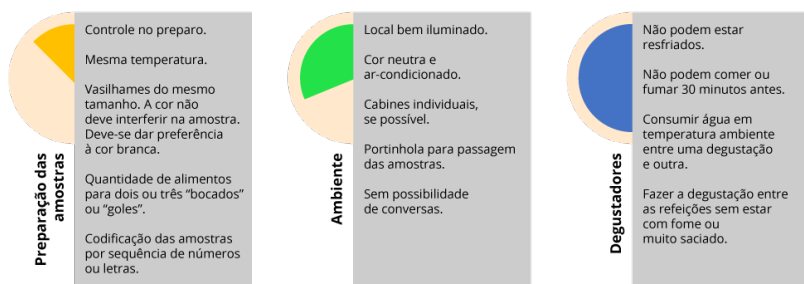 Preparação das
amostras
Controle no preparo.
Mesma temperatura.
Vasilhames do mesmo
tamanho. A cor não
deve interferir na amostra.
Deve-se dar preferência
à cor branca.
Quantidade de alimentos
para dois ou três “bocados”
ou “goles”.
Codificação das amostras
por sequência de números
ou letras.
Ambiente
Local bem iluminado.
Cor neutra e
ar-condicionado.
Cabines individuais,
se possível.
Portinhola para passagem
das amostras.
Sem possibilidade
de conversas.
Degustadores
Não podem estar
resfriados.
Não podem comer ou
fumar 30 minutos antes.
Consumir água em
temperatura ambiente
entre uma degustação
e outra.
Fazer a degustação entre
as refeições sem estar
com fome ou
muito saciado.